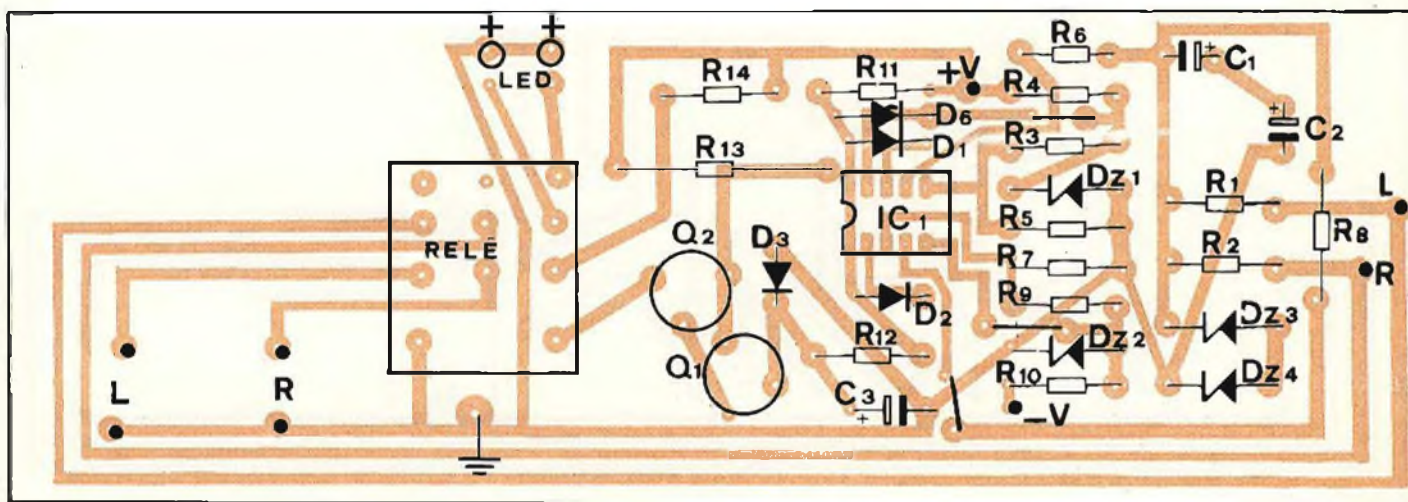 + +
LED
R6
C1
R14
R11
+V
R4
D6
C2
D1
R3
R13
DZ1
R1
L
IC1
R5
R8
RELÉ
Q2
D3
R7
R2
R
D2
R9
DZ3
R12
DZ2
Q1
R10
DZ4
L
R
C3
-V
+
+
+